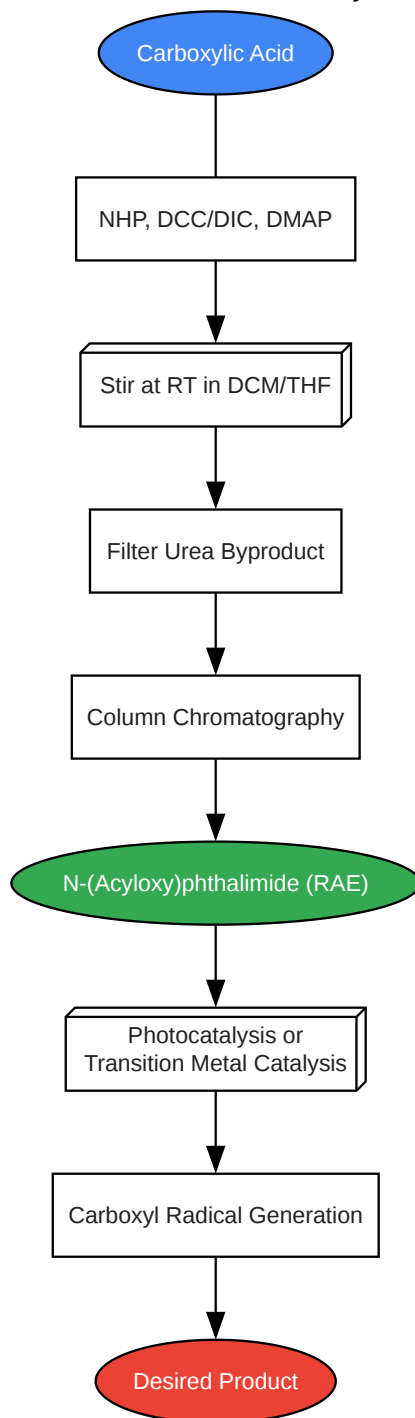 Carboxylic Acid
NHP, DCC/DIC, DMAP
Stir at RT in DCM/THF
Filter Urea Byproduct
Column Chromatography
N-(Acyloxy)phthalimide (RAE)
Photocatalysis or
Transition Metal Catalysis
Carboxyl Radical Generation
Desired Product